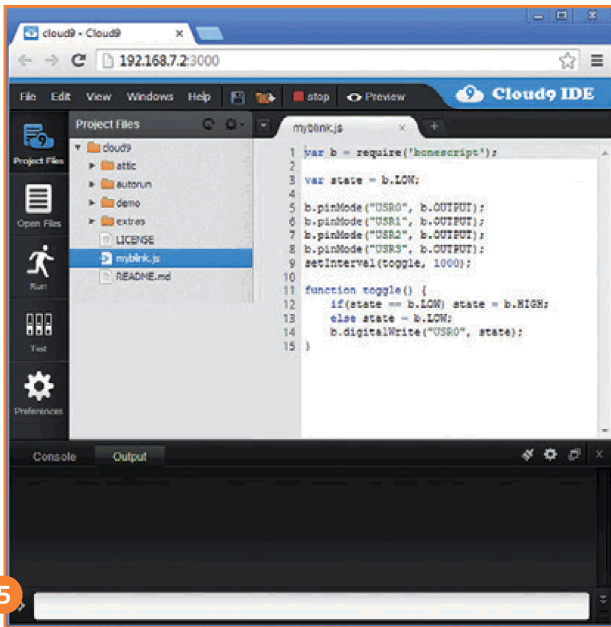 cloud9 - Cloud9
192.168.7.2:3000
File Edit View Windows Help stop Preview Cloud9 IDE
Project Files
Open Files
Run
Test
Preferences
Project Files
cloud9
attic
autorun
demo
extras
LICENSE
myblink.js
README.md
myblink.js
1 var b = require('bonescript');
2
3 var state = b.LOW;
4
5 b.pinMode("USR0", b.OUTPUT);
6 b.pinMode("USR1", b.OUTPUT);
7 b.pinMode("USR2", b.OUTPUT);
8 b.pinMode("USR3", b.OUTPUT);
9 setInterval(toggle, 1000);
10
11 function toggle() {
12 if(state == b.LOW) state = b.HIGH;
13 else state = b.LOW;
14 b.digitalWrite("USR0", state);
15 }
Console Output
5